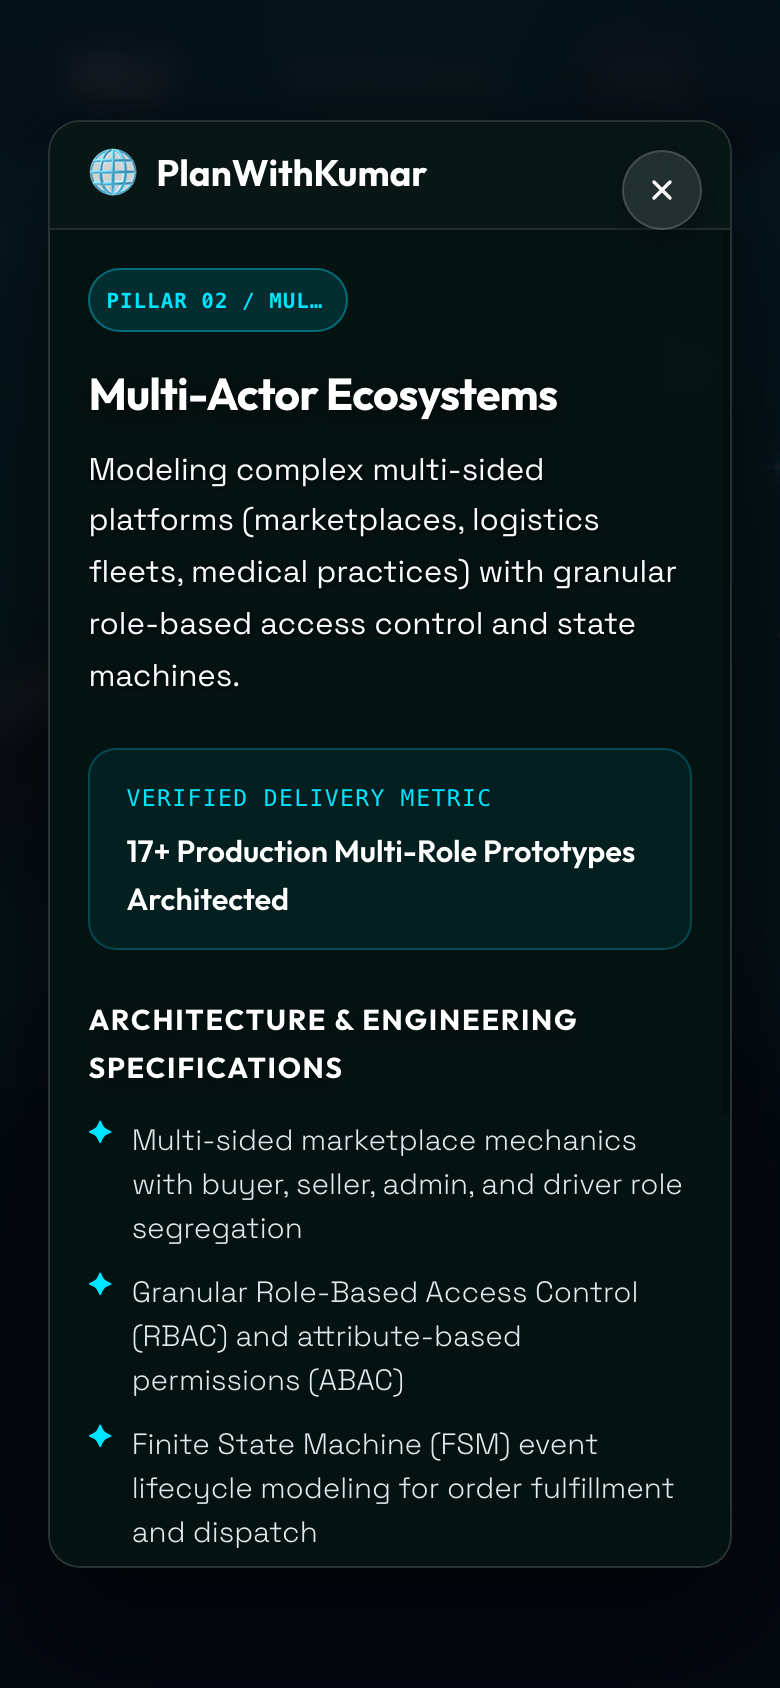 PlanWithKumar
PILLAR 02 / MUL…
Multi-Actor Ecosystems
Modeling complex multi-sided
platforms (marketplaces, logistics
fleets, medical practices) with granular
role-based access control and state
machines.
VERIFIED DELIVERY METRIC
17+ Production Multi-Role Prototypes
Architected
ARCHITECTURE & ENGINEERING
SPECIFICATIONS
Multi-sided marketplace mechanics
with buyer, seller, admin, and driver role
segregation
Granular Role-Based Access Control
(RBAC) and attribute-based
permissions (ABAC)
Finite State Machine (FSM) event
lifecycle modeling for order fulfillment
and dispatch